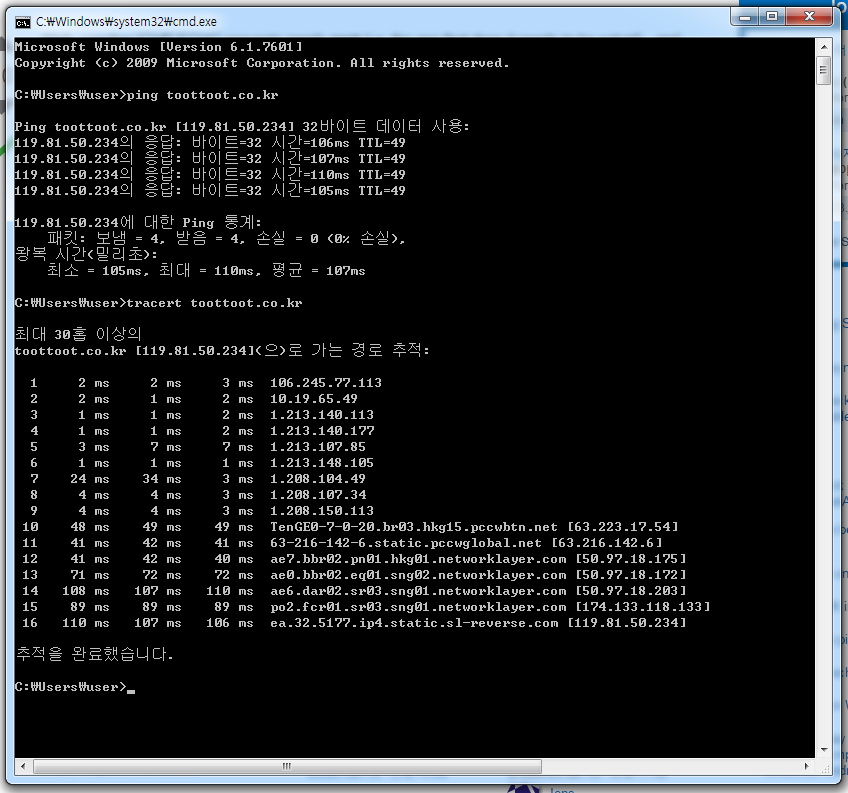 C:\Windows\system32\cmd.exe
Microsoft Windows [Version 6.1.7601]
Copyright (c) 2009 Microsoft Corporation. All rights reserved.
C:₩Users₩user>ping toottoot.co.kr
Ping toottoot.co.kr [119.81.50.234] 32바이트 데이터 사용:
119.81.50.234의 응답: 바이트=32 시간=106ms TTL=49
119.81.50.234의 응답: 바이트=32 시간=107ms TTL=49
119.81.50.234의 응답: 바이트=32 시간=110ms TTL=49
119.81.50.234의 응답: 바이트=32 시간=105ms TTL=49
119.81.50.234에 대한 Ping 통계:
패킷: 보냄 = 4, 받음 = 4, 손실 = 0 (0% 손실),
왕복 시간(밀리초):
최소 = 105ms, 최대 = 110ms, 평균 = 107ms
C:₩Users₩user>tracert toottoot.co.kr
최대 30홉 이상의
toottoot.co.kr [119.81.50.234](으)로 가는 경로 추적:
1 2 ms 2 ms 3 ms 106.245.77.113
2 2 ms 1 ms 2 ms 10.19.65.49
3 1 ms 1 ms 2 ms 1.213.140.113
4 1 ms 1 ms 2 ms 1.213.140.177
5 3 ms 7 ms 7 ms 1.213.107.85
6 1 ms 1 ms 1 ms 1.213.148.105
7 24 ms 34 ms 3 ms 1.208.104.49
8 4 ms 4 ms 3 ms 1.208.107.34
9 4 ms 4 ms 3 ms 1.208.150.113
10 48 ms 49 ms 49 ms TenGE0-7-0-20.br03.hkg15.pccwbtn.net [63.223.17.54]
11 41 ms 42 ms 41 ms 63-216-142-6.static.pccwglobal.net [63.216.142.6]
12 41 ms 42 ms 40 ms ae7.bbr02.pn01.hkg01.networklayer.com [50.97.18.175]
13 71 ms 72 ms 72 ms ae0.bbr02.eq01.sng02.networklayer.com [50.97.18.172]
14 108 ms 107 ms 110 ms ae6.dar02.sr03.sng01.networklayer.com [50.97.18.203]
15 89 ms 89 ms 89 ms po2.fcr01.sr03.sng01.networklayer.com [174.133.118.133]
16 110 ms 107 ms 106 ms ea.32.5177.ip4.static.sl-reverse.com [119.81.50.234]
추적을 완료했습니다.
C:₩Users₩user>